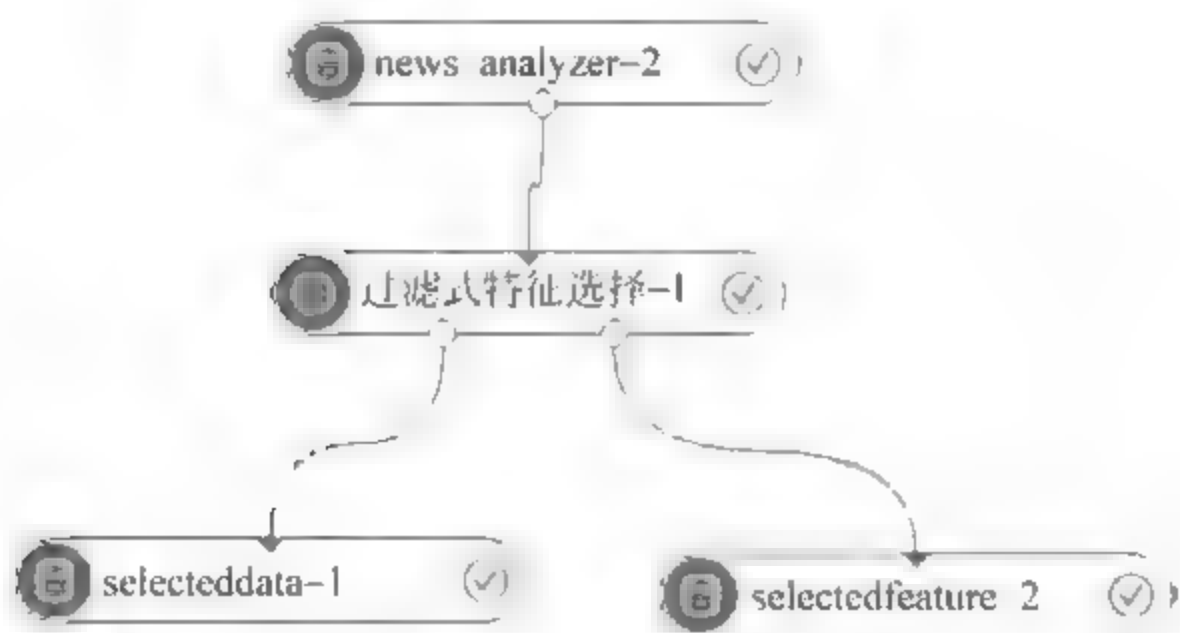 news analyzer-2
过滤式特征选择-1
selecteddata-1
selectedfeature 2